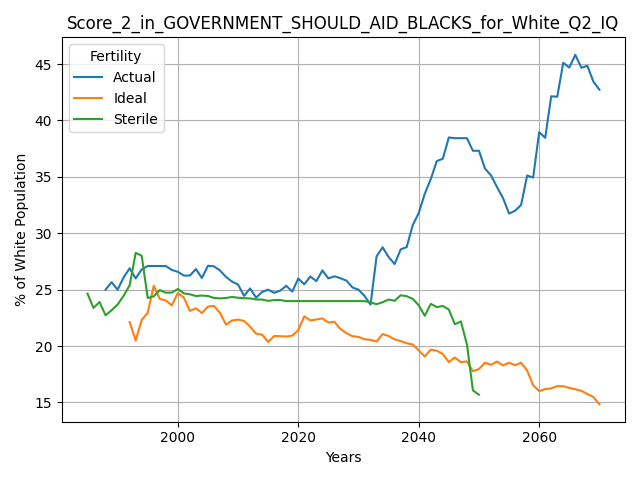 Score_2_in_GOVERNMENT_SHOULD_AID_BLACKS_for_White_Q2_IQ
Fertility
Actual
Ideal
Sterile
% of White Population
45
40
35
30
25
20
15
2000
2020
2040
2060
Years